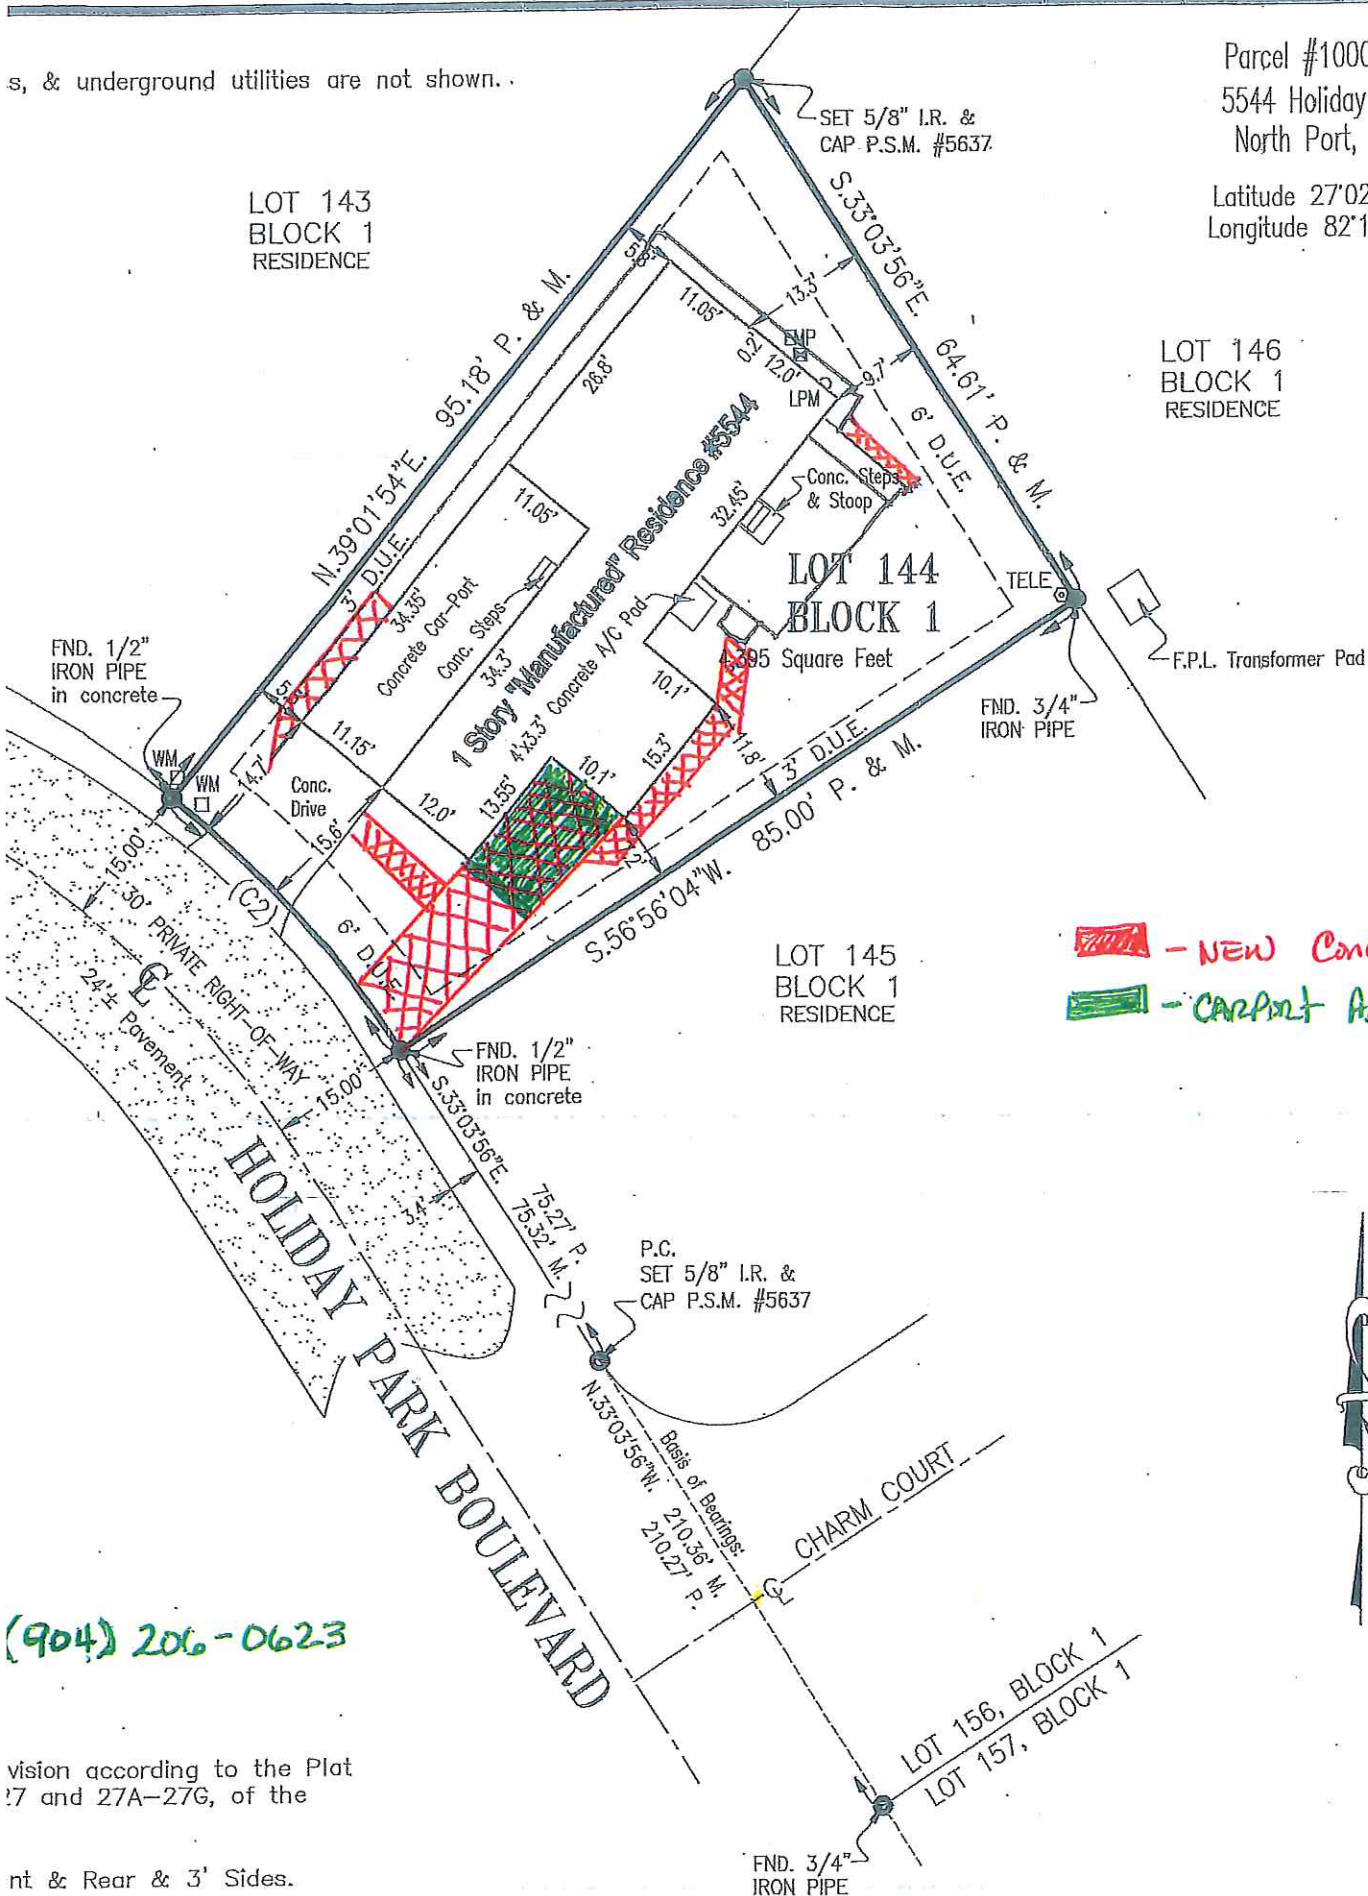 s, & underground utilities are not shown..
Parcel #1000
5544 Holiday
North Port,
Latitude 27°02
Longitude 82°1
SET 5/8" I.R. &
CAP P.S.M. #5637
LOT 143
BLOCK 1
RESIDENCE
S.33°03'56"E. 64.61' P. & M.
N.39°01'54"E. 95.18' P. & M.
13.3'
11.05'
0.2'
12.0'
LPM
9.7'
6' D.U.E.
LOT 146
BLOCK 1
RESIDENCE
26.8'
3' D.U.E.
11.05'
34.35'
Concrete Car-Port
Conc. Steps
34.3'
1 Story "Manufactured" Residence #5544
4'x3.3' Concrete A/C Pad
32.45'
Conc. Steps
& Stoop
LOT 144
BLOCK 1
4,395 Square Feet
TELE
F.P.L. Transformer Pad
FND. 3/4"
IRON PIPE
FND. 1/2"
IRON PIPE
in concrete
WM
WM
14.7'
11.15'
Conc.
Drive
15.6'
12.0'
13.55'
10.1'
15.3'
10.1'
11.8'
3' D.U.E.
S.56°56'04"W. 85.00' P. & M.
15.00'
(C2)
6' D.U.E.
30' PRIVATE RIGHT-OF-WAY
24'± Pavement
15.00'
FND. 1/2"
IRON PIPE
in concrete
LOT 145
BLOCK 1
RESIDENCE
- NEW
- CARPORT
S.33°03'56"E. 75.27' P.
75.32' M.
3.4'
HOLIDAY PARK BOULEVARD
P.C.
SET 5/8" I.R. &
CAP P.S.M. #5637
Basis of Bearings:
N.33°03'56"W. 210.36' M.
210.27' P.
CHARM COURT
(904) 206-0623
LOT 156, BLOCK 1
LOT 157, BLOCK 1
vision according to the Plat
27 and 27A-27G, of the
FND. 3/4"
IRON PIPE
nt & Rear & 3' Sides.